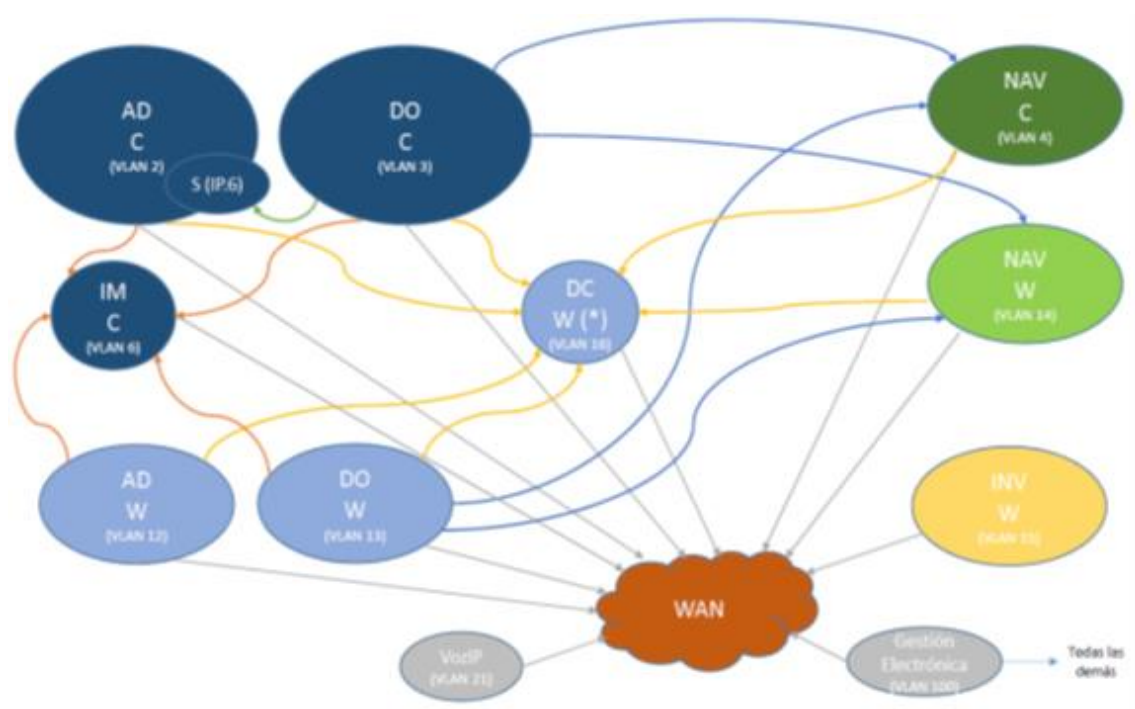 AD
C
(VLAN 2)
S (IP.6)
DO
C
(VLAN 3)
NAV
C
(VLAN 4)
IM
C
(VLAN 6)
DC
W (*)
(VLAN 16)
NAV
W
(VLAN 14)
AD
W
(VLAN 12)
DO
W
(VLAN 13)
INV
W
(VLAN 15)
WAN
VozIP
(VLAN 21)
Gestión
Electrónica
(VLAN 100)
Todas las
demás